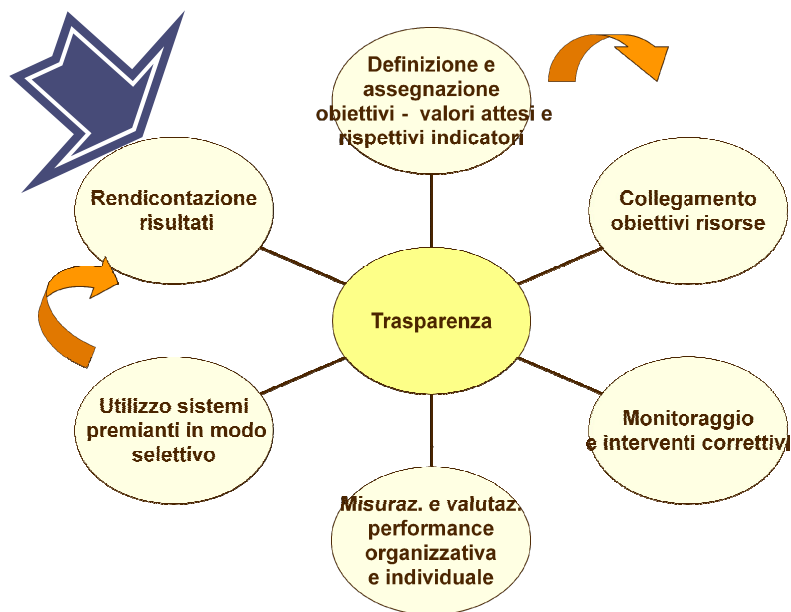 Definizione e
assegnazione
obiettivi - valori attesi e
rispettivi indicatori
Rendicontazione
risultati
Collegamento
obiettivi risorse
Trasparenza
Utilizzo sistemi
premianti in modo
selettivo
Monitoraggio
e interventi correttivi
Misuraz. e valutaz.
performance
organizzativa
e individuale